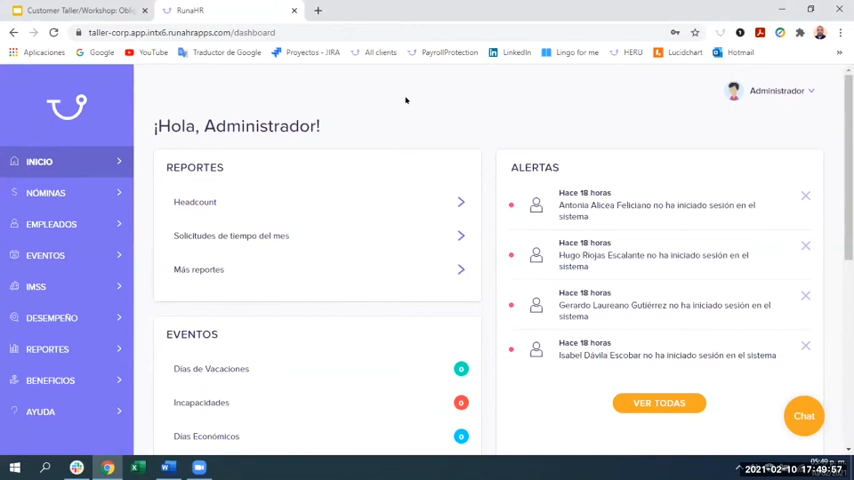 Customer Taller/Workshop: Oblig
RunaHR
taller-corp.app.intx6.runahrapps.com/dashboard
Aplicaciones
Google
YouTube
Traductor de Google
Proyectos - JIRA
All clients
PayrollProtection
LinkedIn
Lingo for me
HERU
Lucidchart
Hotmail
Administrador
¡Hola, Administrador!
INICIO
NÓMINAS
EMPLEADOS
EVENTOS
IMSS
DESEMPEÑO
REPORTES
BENEFICIOS
AYUDA
REPORTES
Headcount
Solicitudes de tiempo del mes
Más reportes
EVENTOS
Días de Vacaciones
0
Incapacidades
0
Días Económicos
0
ALERTAS
Hace 18 horas
Antonia Alicea Feliciano no ha iniciado sesión en el
sistema
Hace 18 horas
Hugo Riojas Escalante no ha iniciado sesión en el
sistema
Hace 18 horas
Gerardo Laureano Gutiérrez no ha iniciado sesión en el
sistema
Hace 18 horas
Isabel Dávila Escobar no ha iniciado sesión en el sistema
VER TODAS
Chat
05:49 p. m.
2021-02-10 17:49:57